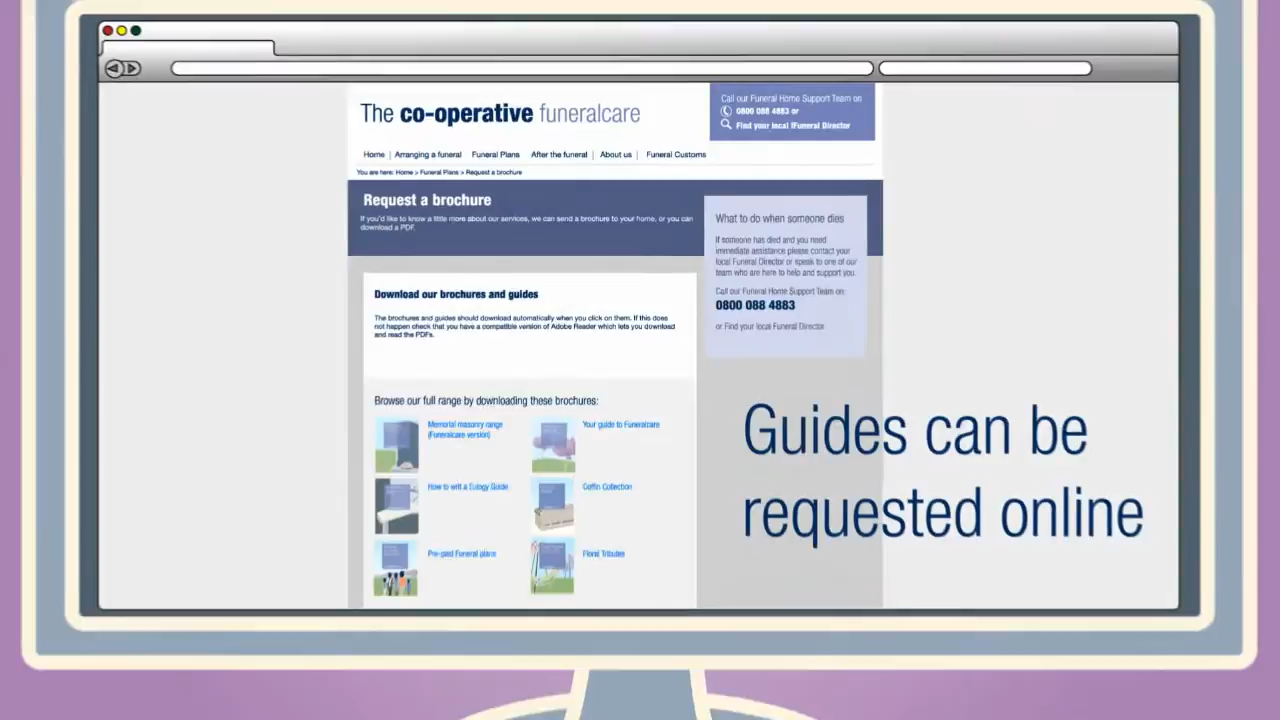 The co-operative funeralcare
Call our Funeral Home Support Team on
0800 088 4883 or
Find your local lFuneral Director
Home | Arranging a funeral Funeral Plans After the funeral | About us | Funeral Customs
You are here: Home > Funeral Plans > Request a brochure
Request a brochure
If you'd like to know a little more about our services, we can send a brochure to your home, or you can
download a PDF.
What to do when someone dies
If someone has died and you need
immediate assistance please contact your
local Funeral Director or speak to one of our
team who are here to help and support you.
Call our Funeral Home Support Team on:
0800 088 4883
or Find your local Funeral Director
Download our brochures and guides
The brochures and guides should download automatically when you click on them. If this does
not happen check that you have a compatible version of Adobe Reader which lets you download
and read the PDFs.
Browse our full range by downloading these brochures:
Memorial masonry range
(Funeralcare version)
Your guide to Funeralcare
How to writ a Eulogy Guide
Coffin Collection
Pre-paid Funeral plans
Floral Tributes
Guides can be
requested online